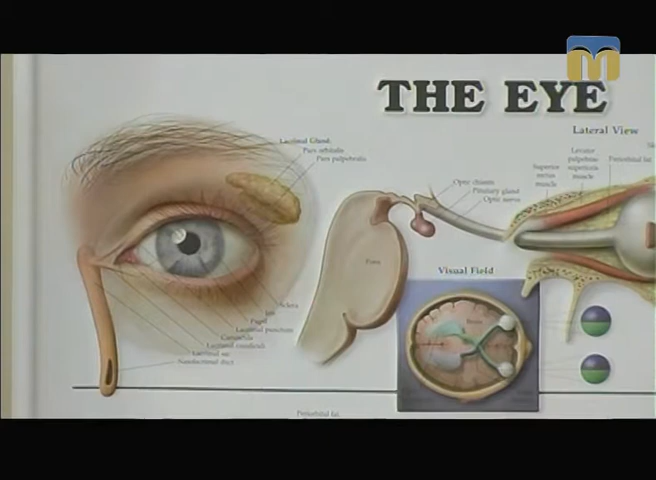 THE EYE
Lateral View
Lacrimal Gland:
Pars orbitalis
Pars palpebralis
Superior
rectus
muscle
Levator
palpebrae
superioris
muscle
Periorbital fat
Optic chiasm
Pituitary gland
Optic nerve
Pons
Visual Field
Sclera
Iris
Pupil
Lacrimal punctum
Caruncula
Lacrimal canaliculi
Lacrimal sac
Nasolacrimal duct
Periorbital fat